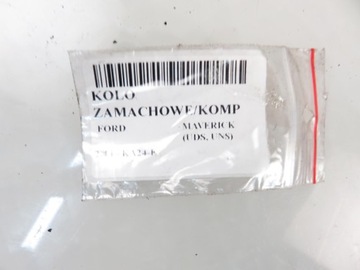 KOLO
ZAMACHOWE/KOMP
FORD MAVERICK
(UDS, UNS)